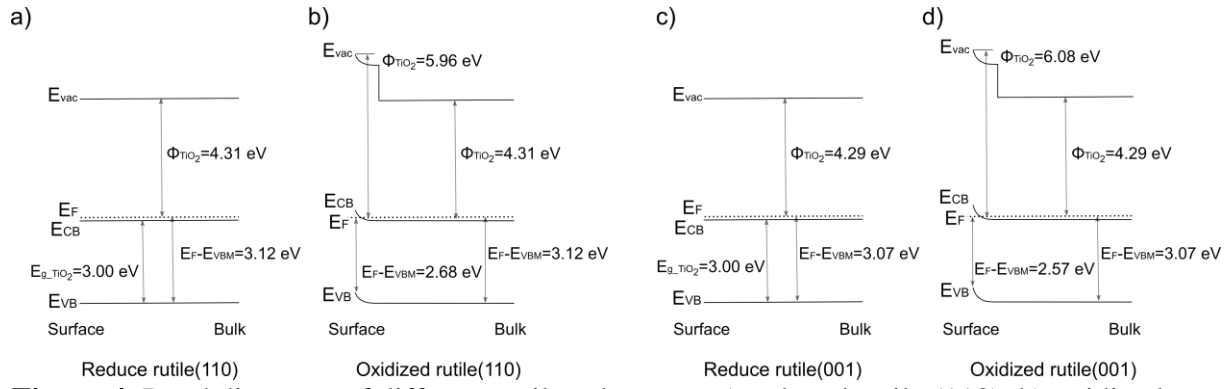 a)
Evac
ΦTiO2=4.31 eV
EF
ECB
Eg_TiO2=3.00 eV
EF-EVBM=3.12 eV
EVB
Surface Bulk
Reduce rutile(110)
b)
Evac
ΦTiO2=5.96 eV
ΦTiO2=4.31 eV
ECB
EF
EF-EVBM=2.68 eV
EF-EVBM=3.12 eV
EVB
Surface Bulk
Oxidized rutile(110)
c)
Evac
ΦTiO2=4.29 eV
EF
ECB
Eg_TiO2=3.00 eV
EF-EVBM=3.07 eV
EVB
Surface Bulk
Reduce rutile(001)
d)
Evac
ΦTiO2=6.08 eV
ΦTiO2=4.29 eV
ECB
EF
EF-EVBM=2.57 eV
EF-EVBM=3.07 eV
EVB
Surface Bulk
Oxidized rutile(001)